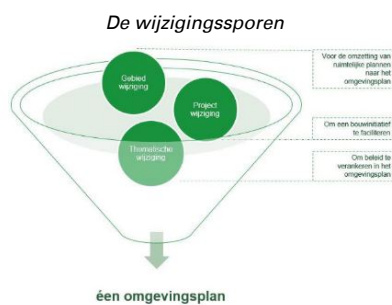 De wijzigingssporen
Voor de omzetting van
ruimtelijke plannen
naar het
omgevingsplan
Gebied
wijziging
Project
wijziging
Om een bouwinitiatief
te faciliteren
Thematische
wijziging
Om beleid te
verankeren in het
omgevingsplan
één omgevingsplan